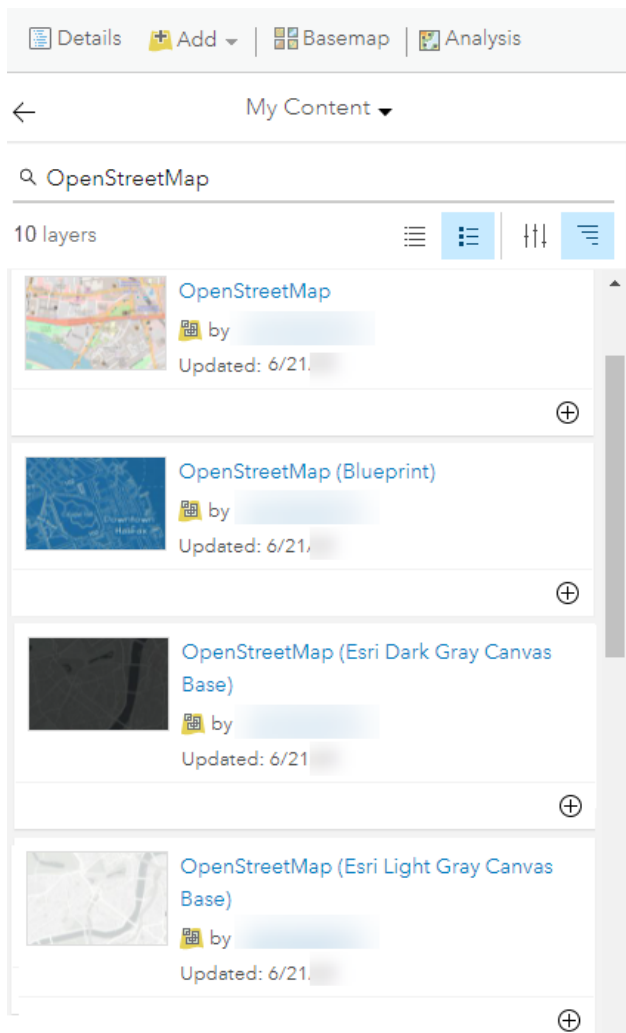 Details Add Basemap Analysis
My Content
OpenStreetMap
10 layers
OpenStreetMap
by
Updated: 6/21
OpenStreetMap (Blueprint)
Downtown
Halifax
by
Updated: 6/21
OpenStreetMap (Esri Dark Gray Canvas
Base)
by
Updated: 6/21
OpenStreetMap (Esri Light Gray Canvas
Base)
by
Updated: 6/21